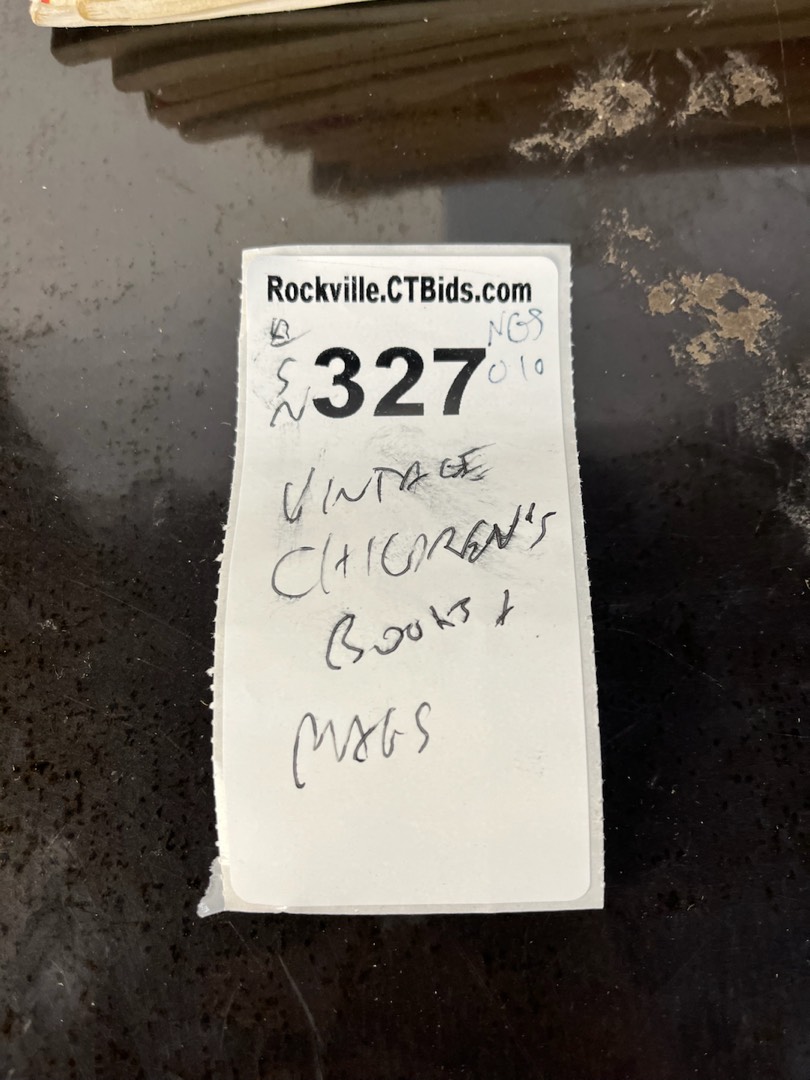 Rockville.CTBids.com
B
S
N
327
NGS
010
VINTAGE
CHILDREN'S
BOOKS +
MAGS